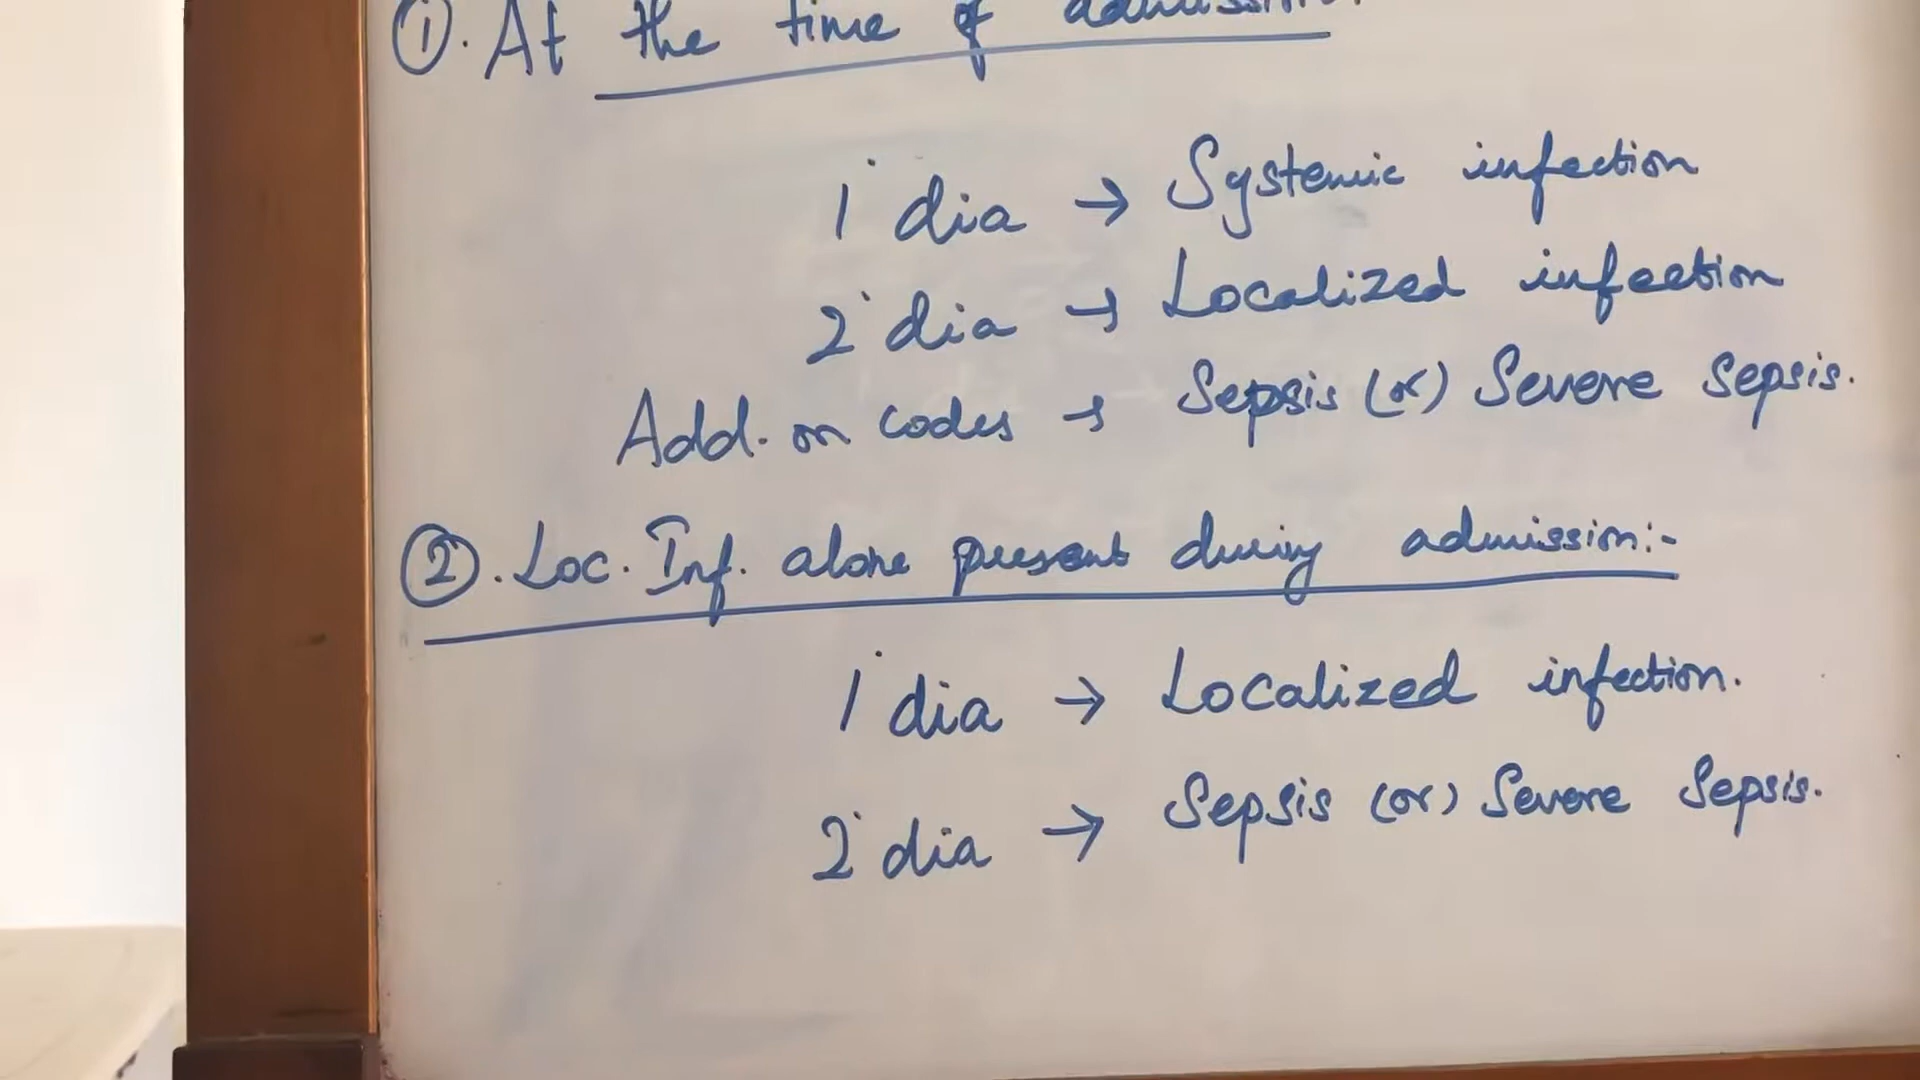 ①. At the time of admission.
1° dia → Systemic infection
2° dia → Localized infection
Add. on codes → Sepsis (or) Severe Sepsis.
②. Loc. Inf. alone present during admission:-
1° dia → Localized infection.
2° dia → Sepsis (or) Severe Sepsis.